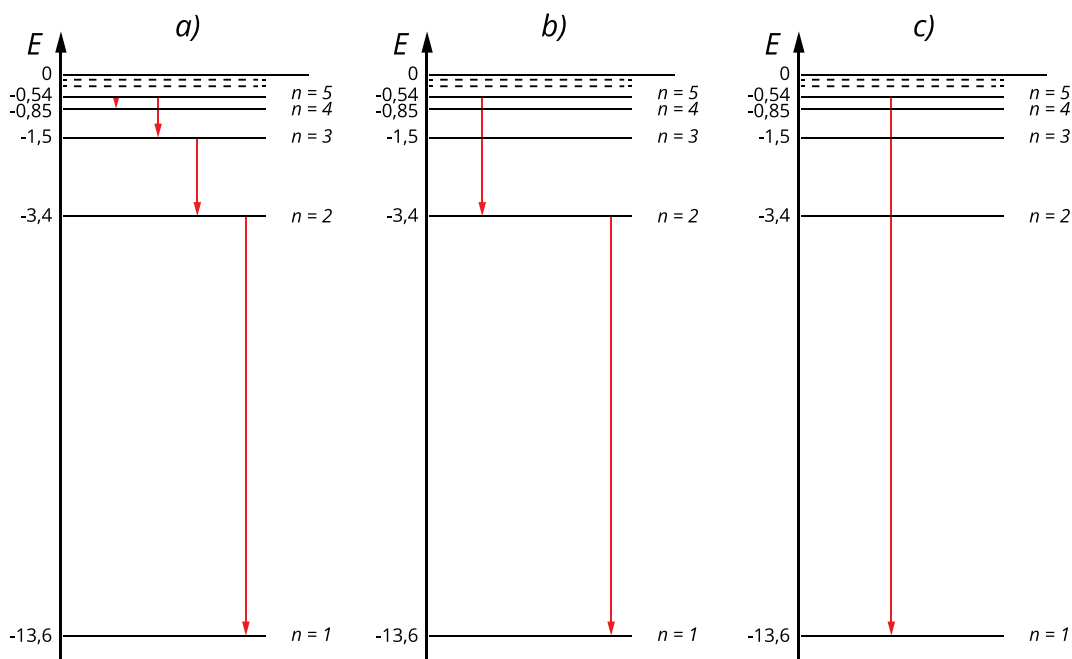 a)
E
0
-0,54
n = 5
-0,85
n = 4
-1,5
n = 3
-3,4
n = 2
-13,6
n = 1
b)
E
0
-0,54
n = 5
-0,85
n = 4
-1,5
n = 3
-3,4
n = 2
-13,6
n = 1
c)
E
0
-0,54
n = 5
-0,85
n = 4
-1,5
n = 3
-3,4
n = 2
-13,6
n = 1